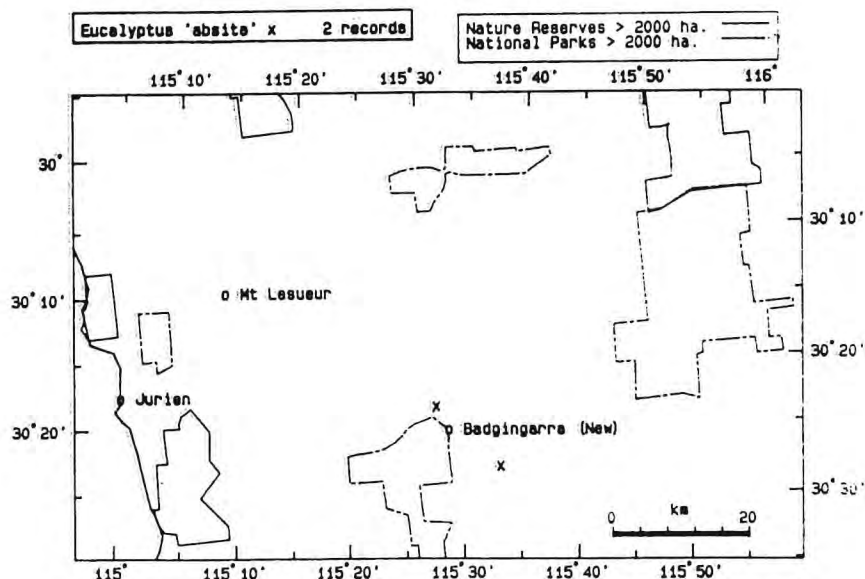 Eucalyptus 'absita' x 2 records
Nature Reserves > 2000 ha.
National Parks > 2000 ha.
115° 10' 115° 20' 115° 30' 115° 40' 115° 50' 116°
30°
30° 10'
Mt Lesueur
30° 10'
30° 20'
Jurien
x
Badgingarra (New)
30° 20'
x
30° 30'
km
0 20
115° 115° 10' 115° 20' 115° 30' 115° 40' 115° 50'